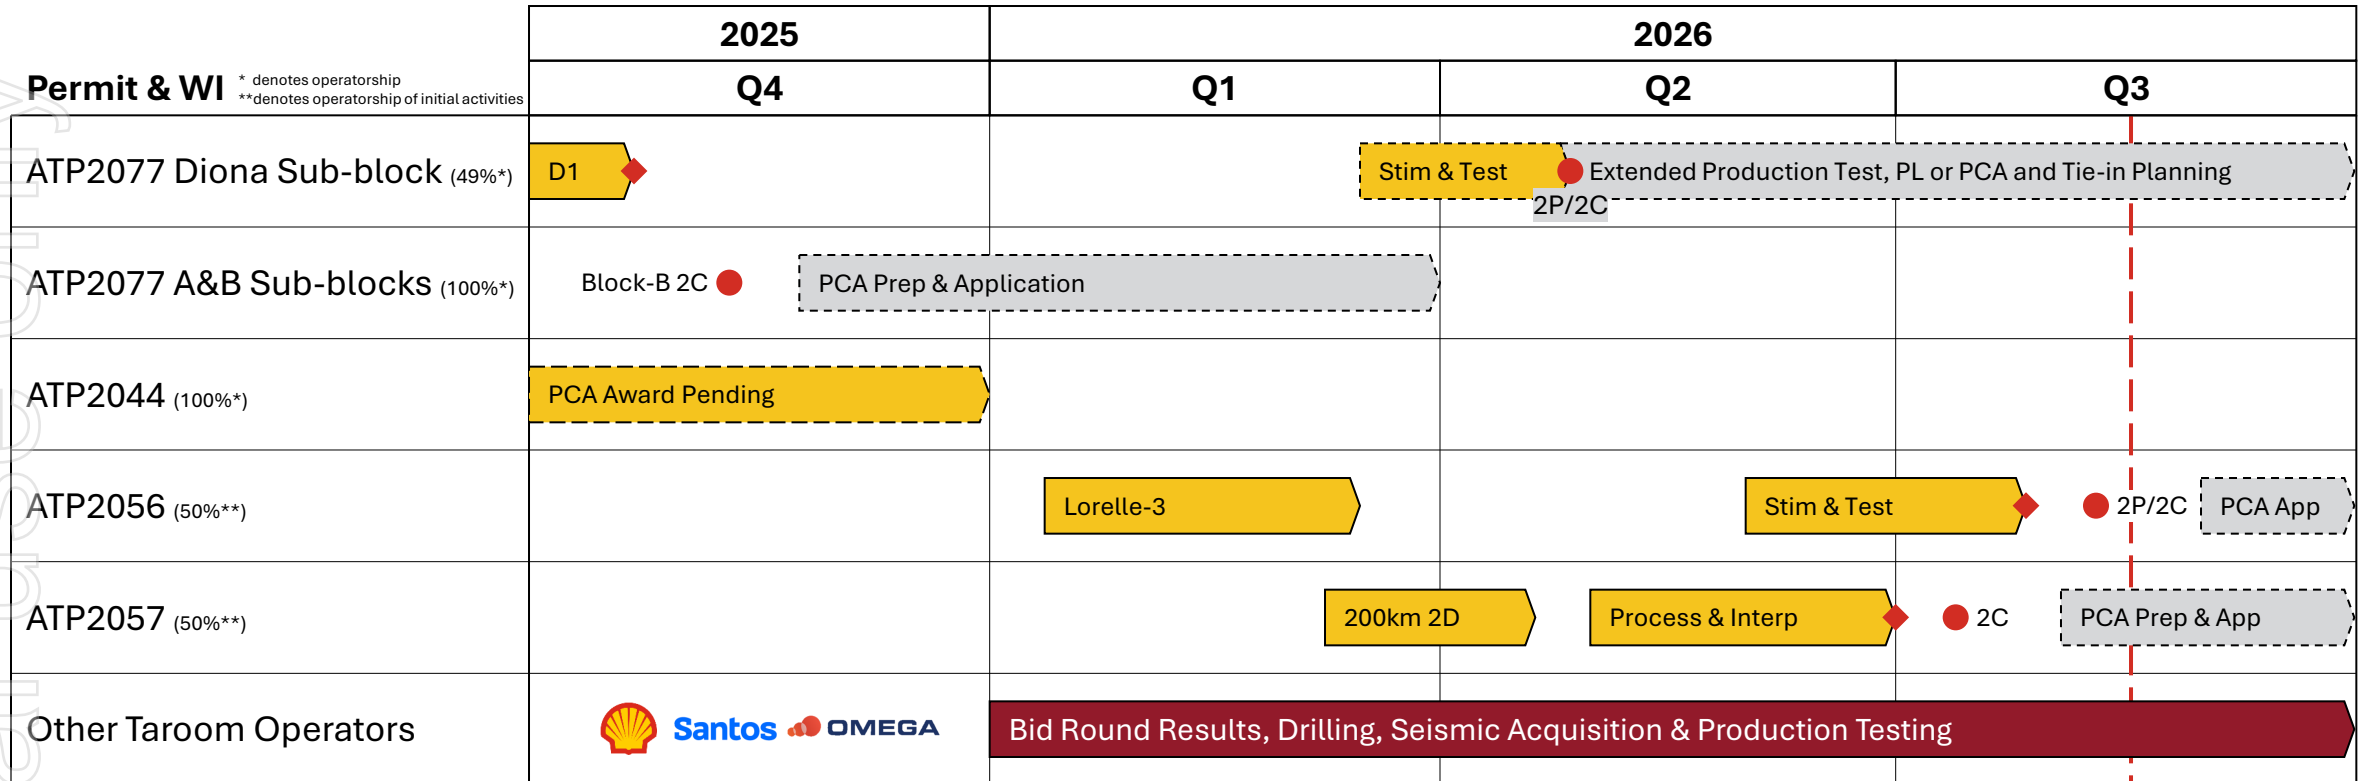 2025
2026
Permit & WI
* denotes operatorship
**denotes operatorship of initial activities
Q4
Q1
Q2
Q3
ATP2077 Diona Sub-block (49%*)
D1
Stim & Test
Extended Production Test, PL or PCA and Tie-in Planning
2P/2C
ATP2077 A&B Sub-blocks (100%*)
Block-B 2C
PCA Prep & Application
ATP2044 (100%*)
PCA Award Pending
ATP2056 (50%**)
Lorelle-3
Stim & Test
2P/2C
PCA App
ATP2057 (50%**)
200km 2D
Process & Interp
2C
PCA Prep & App
Other Taroom Operators
Santos
OMEGA
Bid Round Results, Drilling, Seismic Acquisition & Production Testing